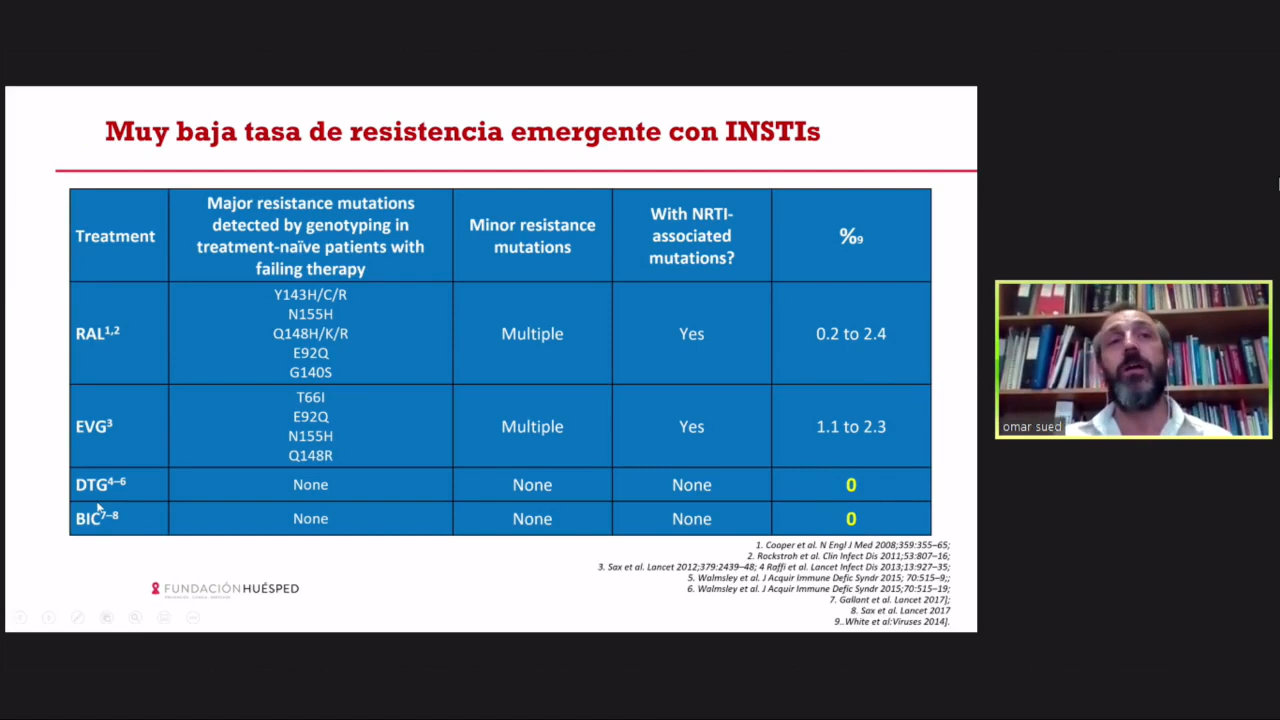 Muy baja tasa de resistencia emergente con INSTIs
Treatment
Major resistance mutations
detected by genotyping in
treatment-naïve patients with
failing therapy
Minor resistance
mutations
With NRTI-
associated
mutations?
%9
RAL1,2
Y143H/C/R
N155H
Q148H/K/R
E92Q
G140S
Multiple
Yes
0.2 to 2.4
EVG3
T66I
E92Q
N155H
Q148R
Multiple
Yes
1.1 to 2.3
DTG4–6
None
None
None
0
BIC7–8
None
None
None
0
1. Cooper et al. N Engl J Med 2008;359:355–65;
2. Rockstroh et al. Clin Infect Dis 2011;53:807–16;
3. Sax et al. Lancet 2012;379:2439–48; 4 Raffi et al. Lancet Infect Dis 2013;13:927–35;
5. Walmsley et al. J Acquir Immune Defic Syndr 2015; 70:515–9;;
6. Walmsley et al. J Acquir Immune Defic Syndr 2015;70:515–19;
7. Gallant et al. Lancet 2017];
8. Sax et al. Lancet 2017
9..White et al:Viruses 2014].
FUNDACIÓN HUÉSPED
omar sued